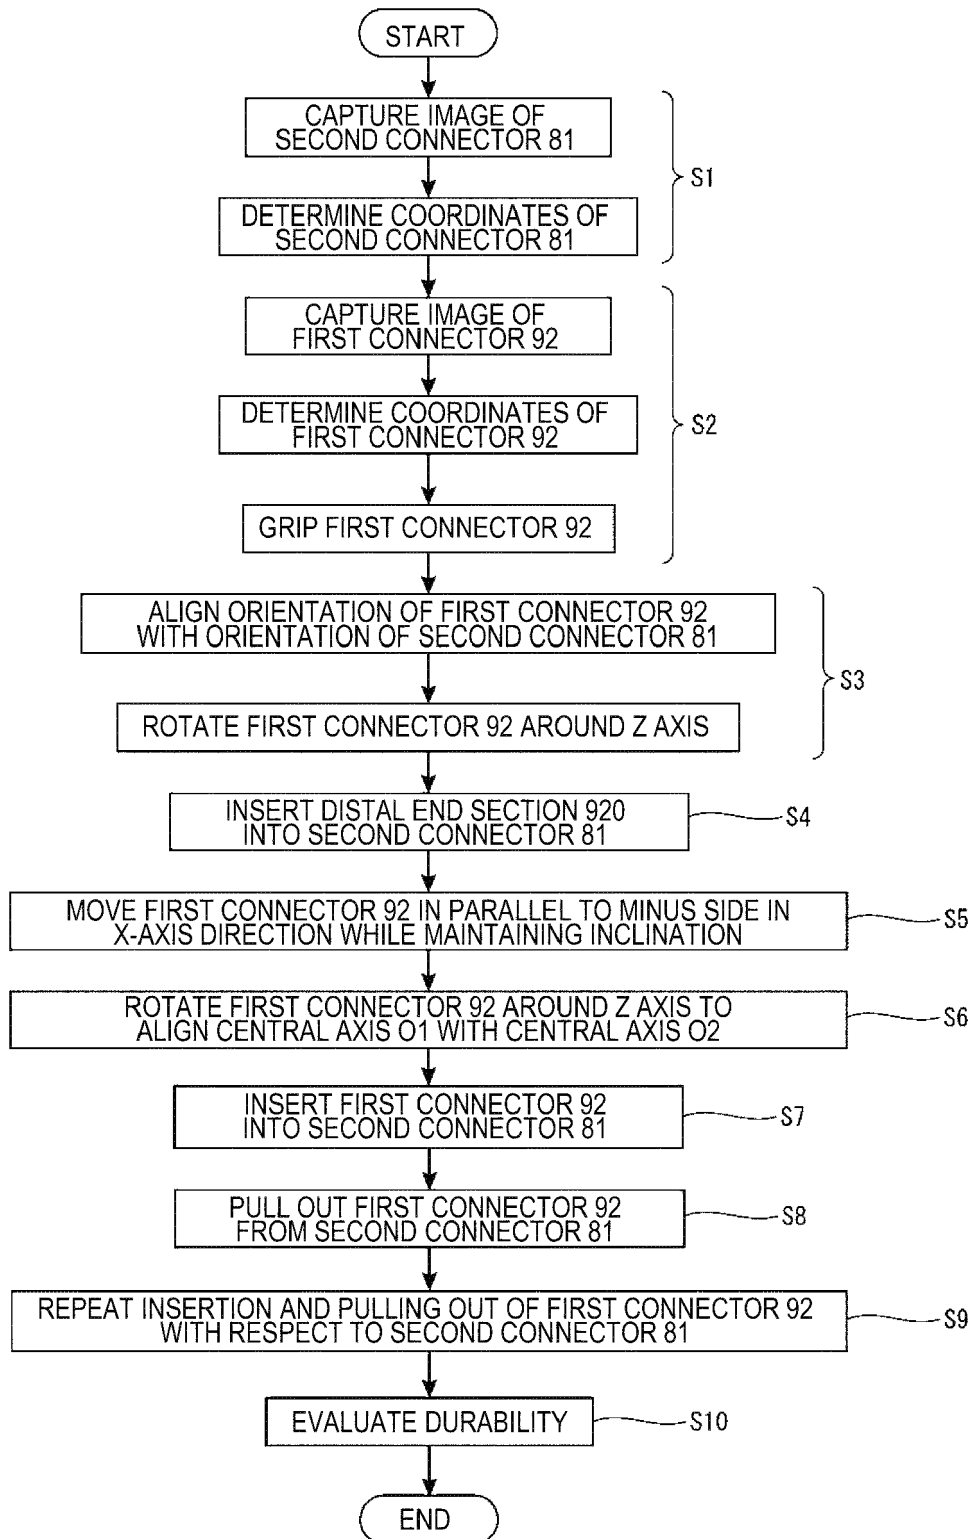 START
CAPTURE IMAGE OF
SECOND CONNECTOR 81
DETERMINE COORDINATES OF
SECOND CONNECTOR 81
S1
CAPTURE IMAGE OF
FIRST CONNECTOR 92
DETERMINE COORDINATES OF
FIRST CONNECTOR 92
S2
GRIP FIRST CONNECTOR 92
ALIGN ORIENTATION OF FIRST CONNECTOR 92
WITH ORIENTATION OF SECOND CONNECTOR 81
S3
ROTATE FIRST CONNECTOR 92 AROUND Z AXIS
INSERT DISTAL END SECTION 920
INTO SECOND CONNECTOR 81
S4
MOVE FIRST CONNECTOR 92 IN PARALLEL TO MINUS SIDE IN
X-AXIS DIRECTION WHILE MAINTAINING INCLINATION
S5
ROTATE FIRST CONNECTOR 92 AROUND Z AXIS TO
ALIGN CENTRAL AXIS O1 WITH CENTRAL AXIS O2
S6
INSERT FIRST CONNECTOR 92
INTO SECOND CONNECTOR 81
S7
PULL OUT FIRST CONNECTOR 92
FROM SECOND CONNECTOR 81
S8
REPEAT INSERTION AND PULLING OUT OF FIRST CONNECTOR 92
WITH RESPECT TO SECOND CONNECTOR 81
S9
EVALUATE DURABILITY
S10
END